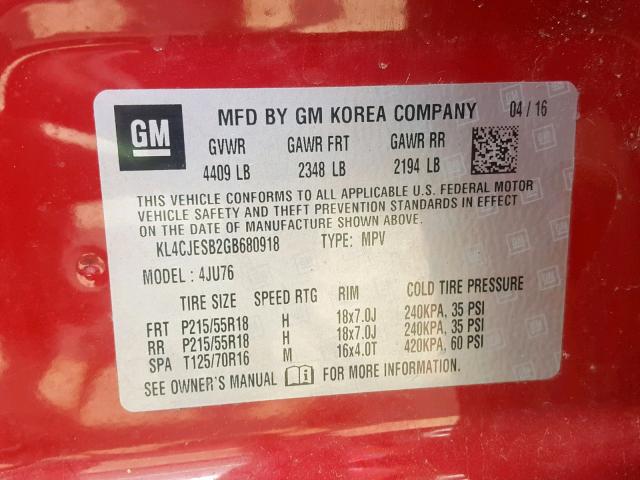 GM
MFD BY GM KOREA COMPANY 04 / 16
GVWR GAWR FRT GAWR RR
4409 LB 2348 LB 2194 LB
THIS VEHICLE CONFORMS TO ALL APPLICABLE U.S. FEDERAL MOTOR
VEHICLE SAFETY AND THEFT PREVENTION STANDARDS IN EFFECT
ON THE DATE OF MANUFACTURE SHOWN ABOVE.
KL4CJESB2GB680918 TYPE: MPV
MODEL : 4JU76
TIRE SIZE SPEED RTG RIM COLD TIRE PRESSURE
FRT P215/55R18 H 18x7.0J 240KPA, 35 PSI
RR P215/55R18 H 18x7.0J 240KPA, 35 PSI
SPA T125/70R16 M 16x4.0T 420KPA, 60 PSI
SEE OWNER'S MANUAL FOR MORE INFORMATION.